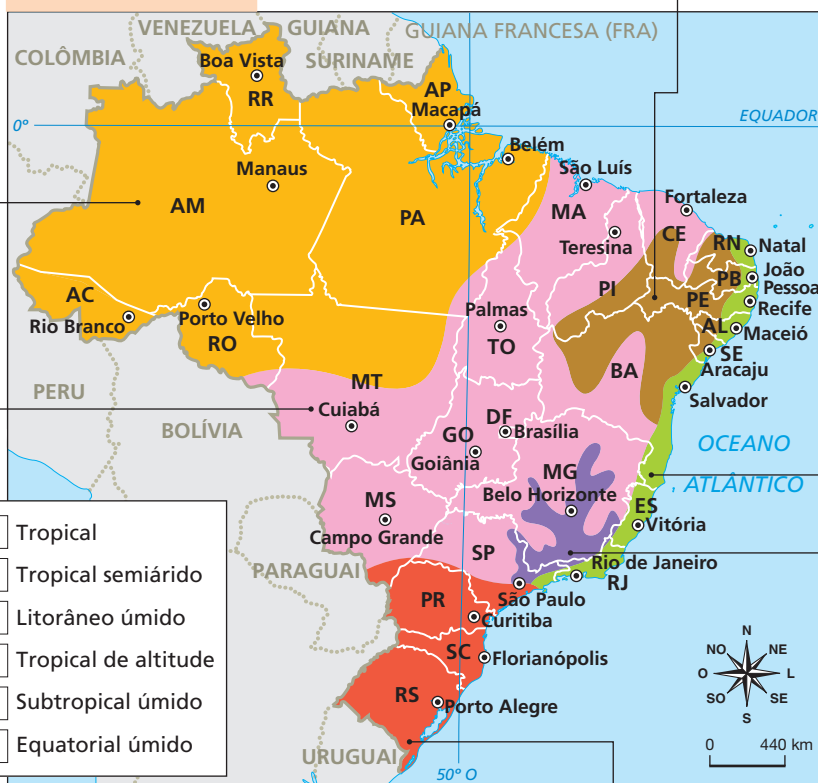 VENEZUELA
GUIANA
GUIANA FRANCESA (FRA)
COLÔMBIA
SURINAME
Boa Vista
RR
AP
Macapá
0°
EQUADOR
Belém
Manaus
São Luís
AM
PA
MA
Fortaleza
Teresina
CE
RN
Natal
PB
João
Pessoa
AC
PI
PE
Recife
Rio Branco
Porto Velho
RO
Palmas
TO
AL
Maceió
SE
Aracaju
BA
PERU
MT
Salvador
Cuiabá
BOLÍVIA
DF
Brasília
GO
Goiânia
OCEANO
ATLÂNTICO
MG
Belo Horizonte
MS
Campo Grande
ES
Vitória
SP
Rio de Janeiro
RJ
PARAGUAI
São Paulo
PR
Curitiba
SC
Florianópolis
RS
Porto Alegre
URUGUAI
50° O
Tropical
Tropical semiárido
Litorâneo úmido
Tropical de altitude
Subtropical úmido
Equatorial úmido
N
NO
NE
O
L
SO
SE
S
0
440 km